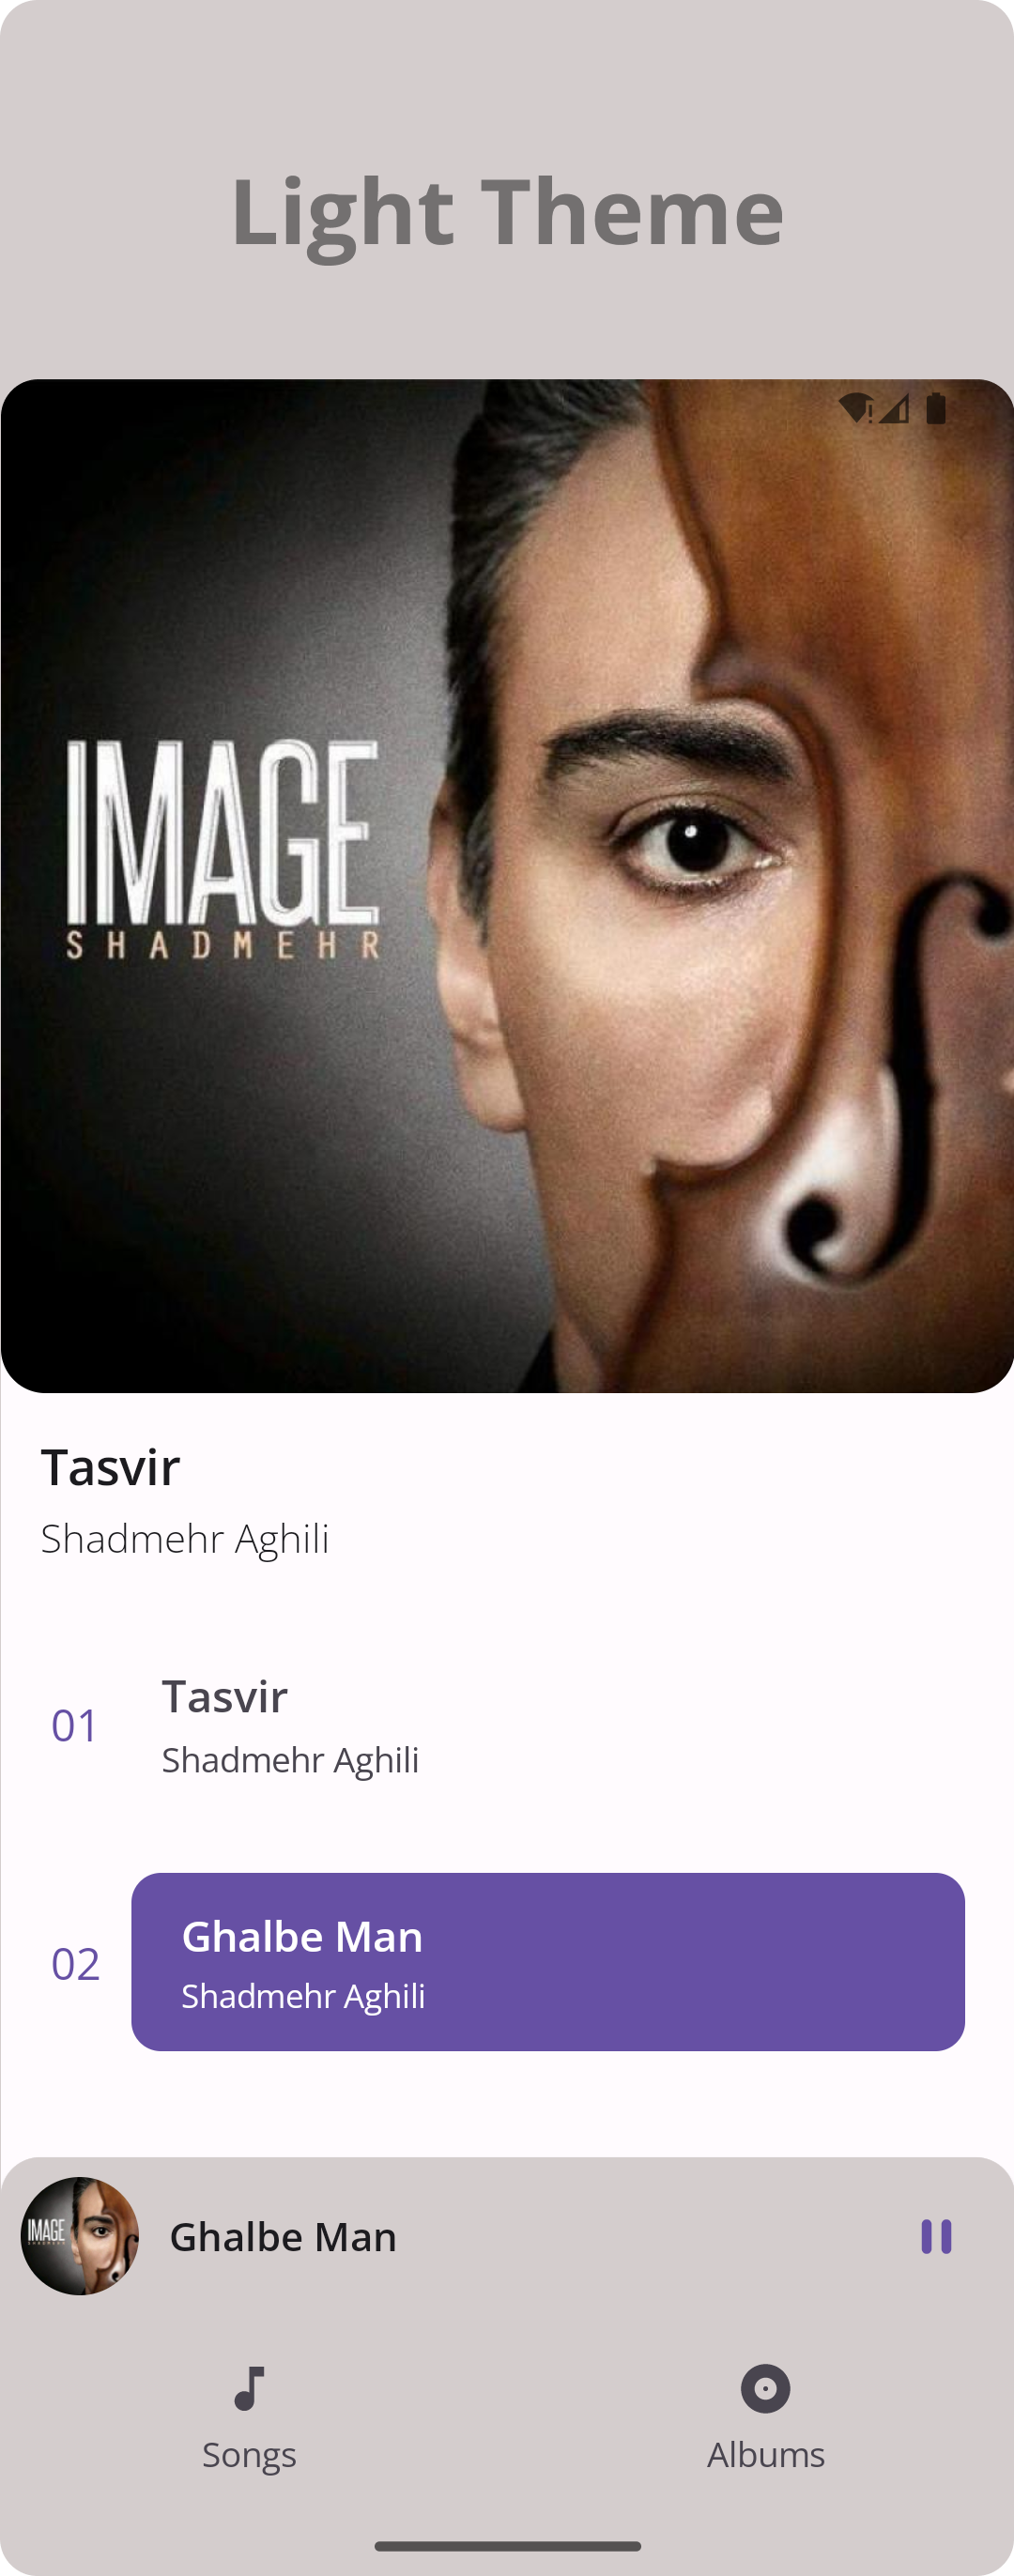 Light Theme
IMAGE
SHADMEHR
Tasvir
Shadmehr Aghili
01
Tasvir
Shadmehr Aghili
02
Ghalbe Man
Shadmehr Aghili
IMAGE
SHADMEHR
Ghalbe Man
Songs
Albums